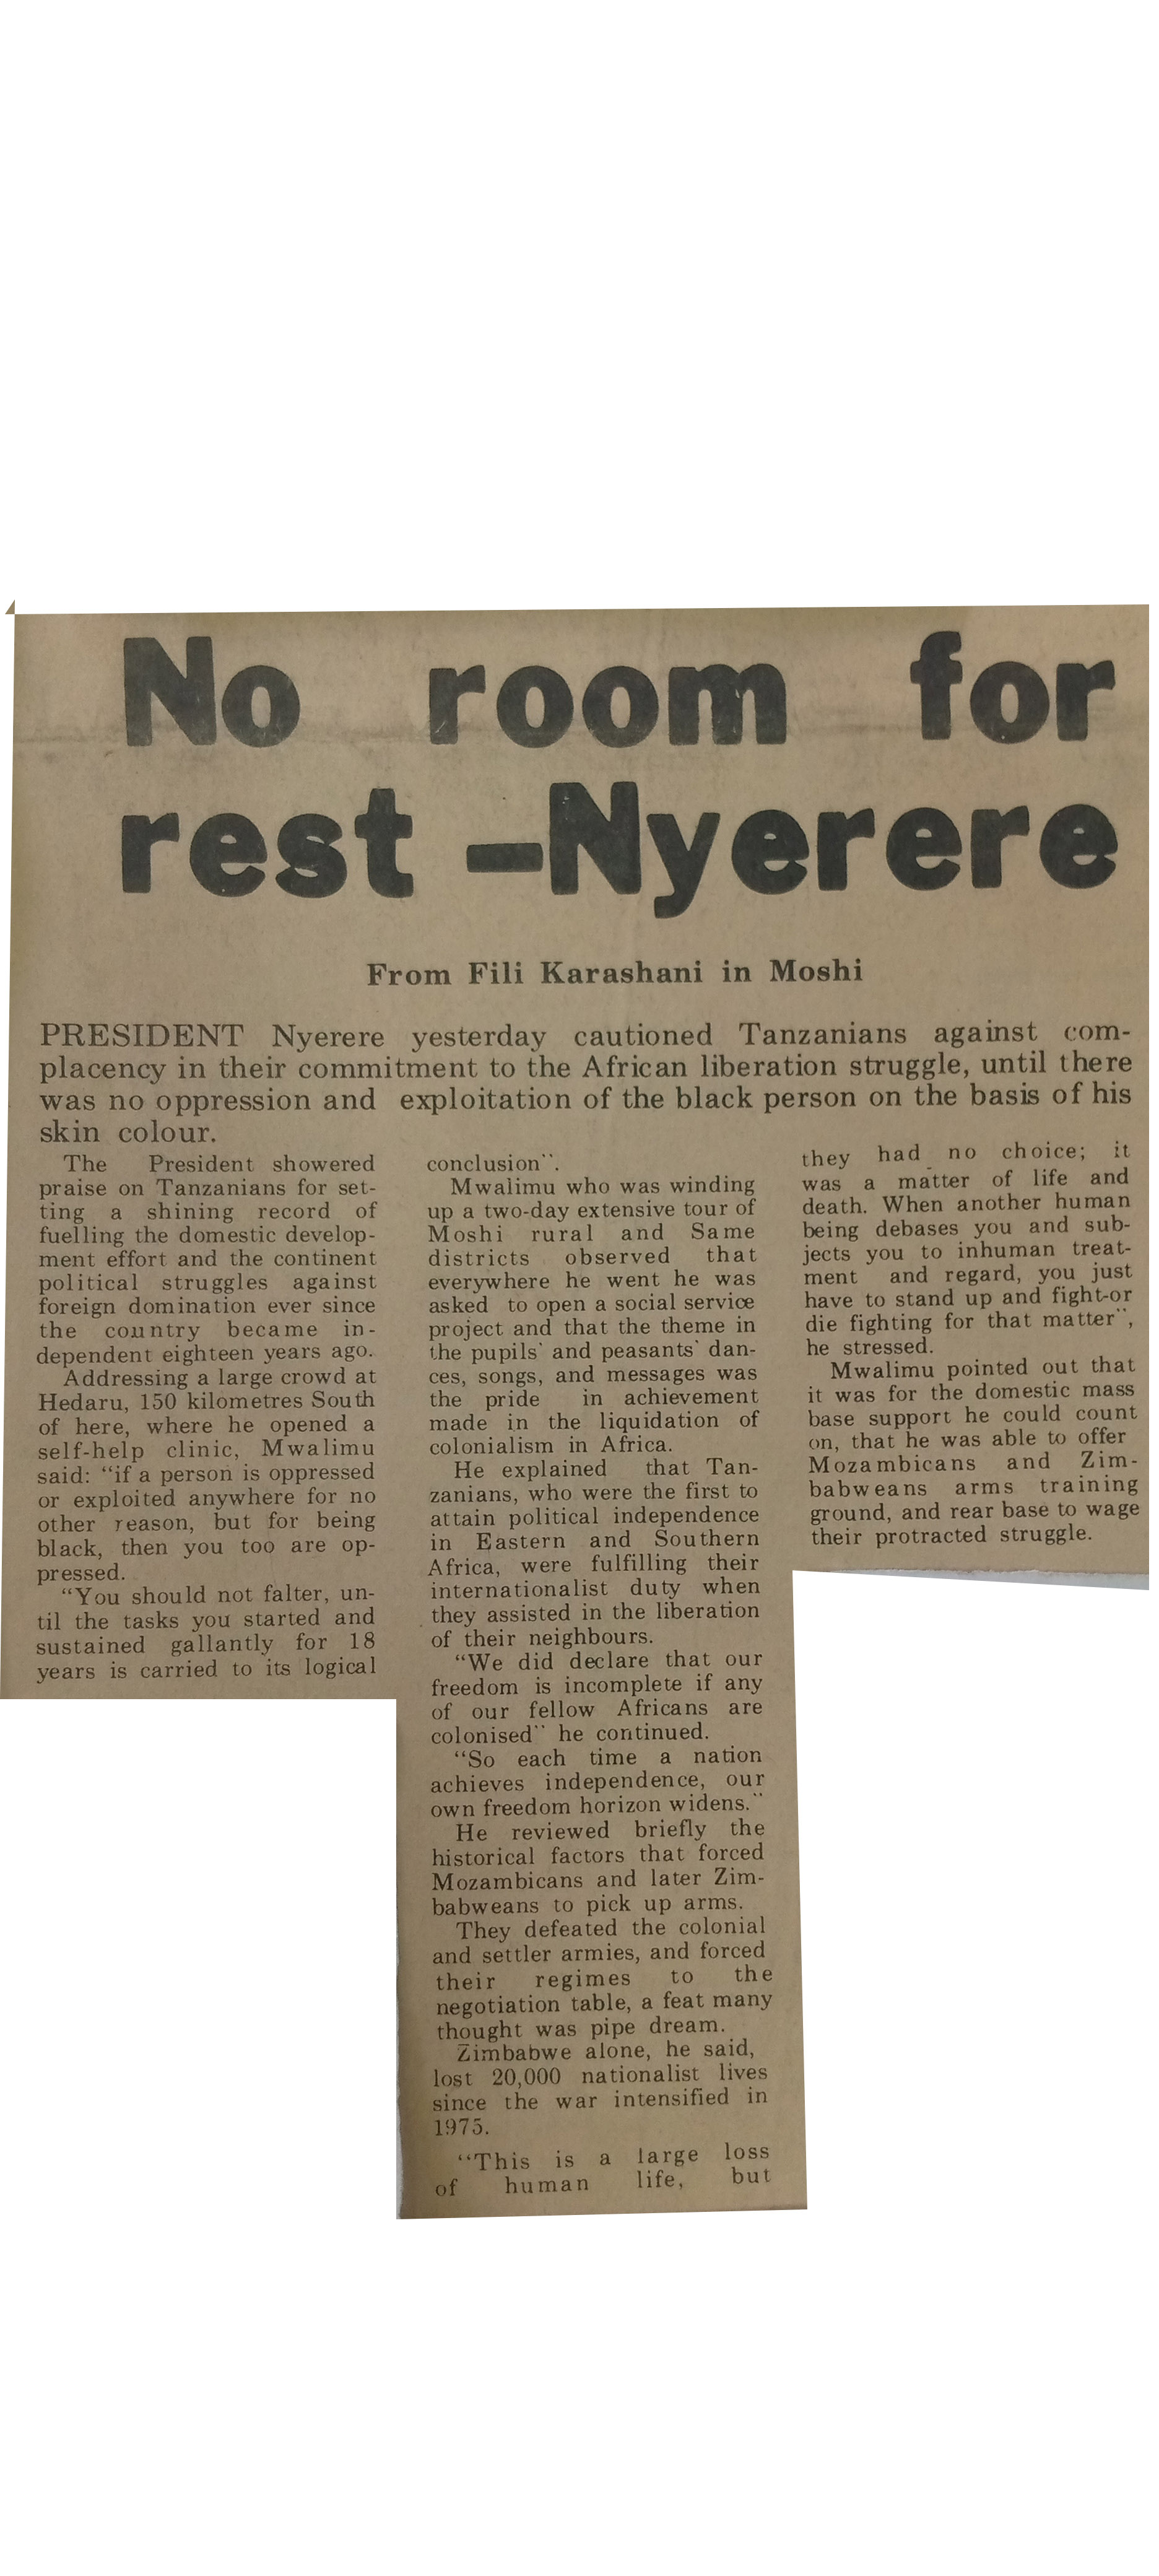 No room for
rest —Nyerere
From Fili Karashani in Moshi
PRESIDENT Nyerere yesterday cautioned Tanzanians against com-
placency in their commitment to the African liberation struggle, until there
was no oppression and exploitation of the black person on the basis of his
skin colour.
The President showered
praise on Tanzanians for set-
ting a shining record of
fuelling the domestic develop-
ment effort and the continent
political struggles against
foreign domination ever since
the country became in-
dependent eighteen years ago.
Addressing a large crowd at
Hedaru, 150 kilometres South
of here, where he opened a
self-help clinic, Mwalimu
said: “if a person is oppressed
or exploited anywhere for no
other reason, but for being
black, then you too are op-
pressed.
“You should not falter, un-
til the tasks you started and
sustained gallantly for 18
years is carried to its logical
conclusion”.
Mwalimu who was winding
up a two-day extensive tour of
Moshi rural and Same
districts observed that
everywhere he went he was
asked to open a social service
project and that the theme in
the pupils' and peasants' dan-
ces, songs, and messages was
the pride in achievement
made in the liquidation of
colonialism in Africa.
He explained that Tan-
zanians, who were the first to
attain political independence
in Eastern and Southern
Africa, were fulfilling their
internationalist duty when
they assisted in the liberation
of their neighbours.
“We did declare that our
freedom is incomplete if any
of our fellow Africans are
colonised” he continued.
“So each time a nation
achieves independence, our
own freedom horizon widens.”
He reviewed briefly the
historical factors that forced
Mozambicans and later Zim-
babweans to pick up arms.
They defeated the colonial
and settler armies, and forced
their regimes to the
negotiation table, a feat many
thought was pipe dream.
Zimbabwe alone, he said,
lost 20,000 nationalist lives
since the war intensified in
1975.
“This is a large loss
of human life, but
they had no choice; it
was a matter of life and
death. When another human
being debases you and sub-
jects you to inhuman treat-
ment and regard, you just
have to stand up and fight-or
die fighting for that matter”,
he stressed.
Mwalimu pointed out that
it was for the domestic mass
base support he could count
on, that he was able to offer
Mozambicans and Zim-
babweans arms training
ground, and rear base to wage
their protracted struggle.